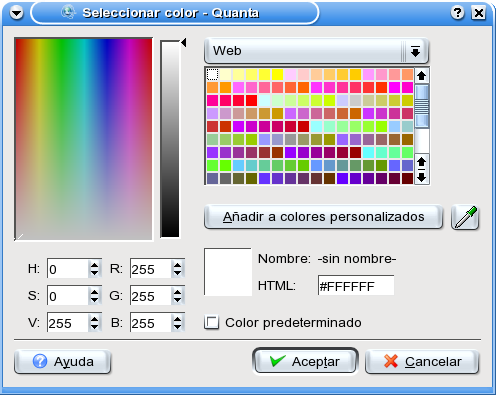 Seleccionar color - Quanta
Web
Añadir a colores personalizados
Nombre: -sin nombre-
HTML: #FFFFFF
H: 0 R: 255
S: 0 G: 255
V: 255 B: 255
Color predeterminado
Ayuda Aceptar Cancelar